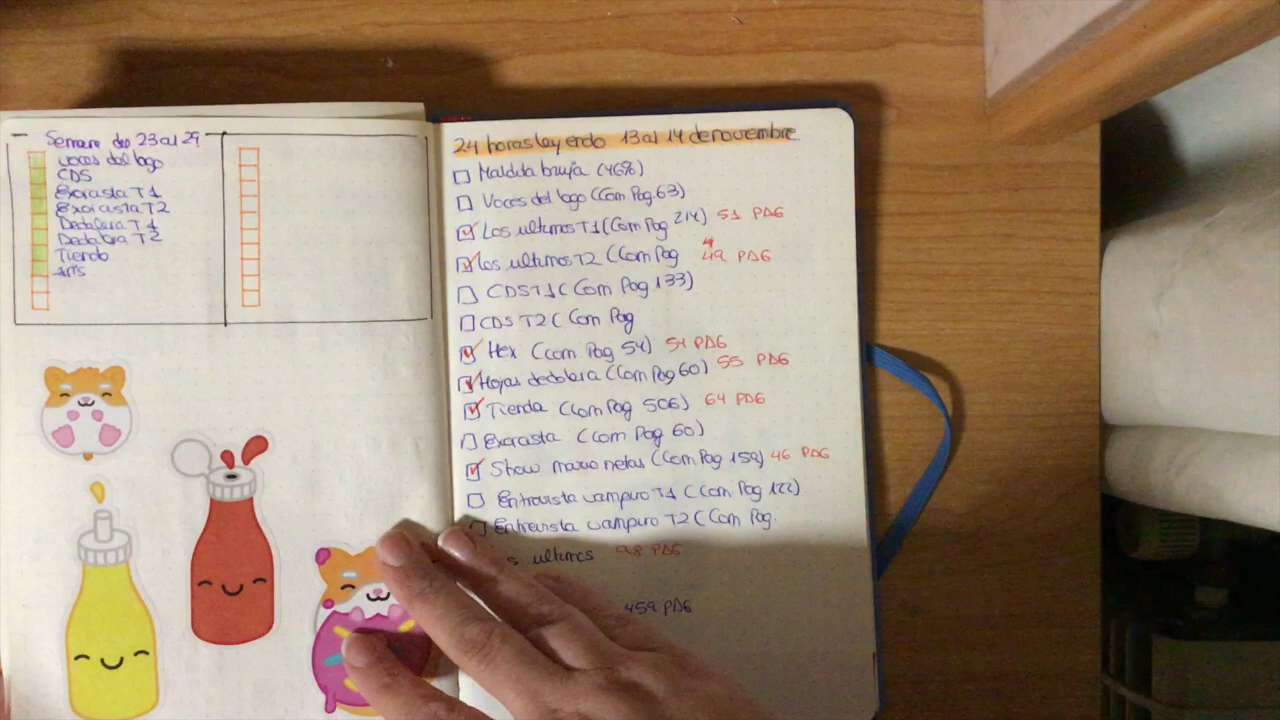 Semana del 23 al 29
Voces del lago
CDS
Exorasta T1
Exorcista T2
Dedalera T1
Dedalera T2
Tienda
24 horas leyendo 13 al 14 de noviembre
Maldita bruja (46%)
Voces del lago (Com Pag. 63)
Los ultimos T1 (Com Pag 214) 51 PAG
Los ultimos T2 (Com Pag 49 PAG
CDS T1 ( Com Pag 133)
CDS T2 ( Com Pag
Hex (com Pag 54) 54 PAG
Hojas dedalera (Com Pag 60) 55 PAG
Tienda (Com Pag 506) 64 PAG
Exorasta (Com Pag 60)
Show marionetas (Com Pag 159) 46 PAG
Entrevista vampiro T1 (Com Pag 122)
Entrevista vampiro T2 (Com Pag.
ultimos 98 PAG
459 PAG